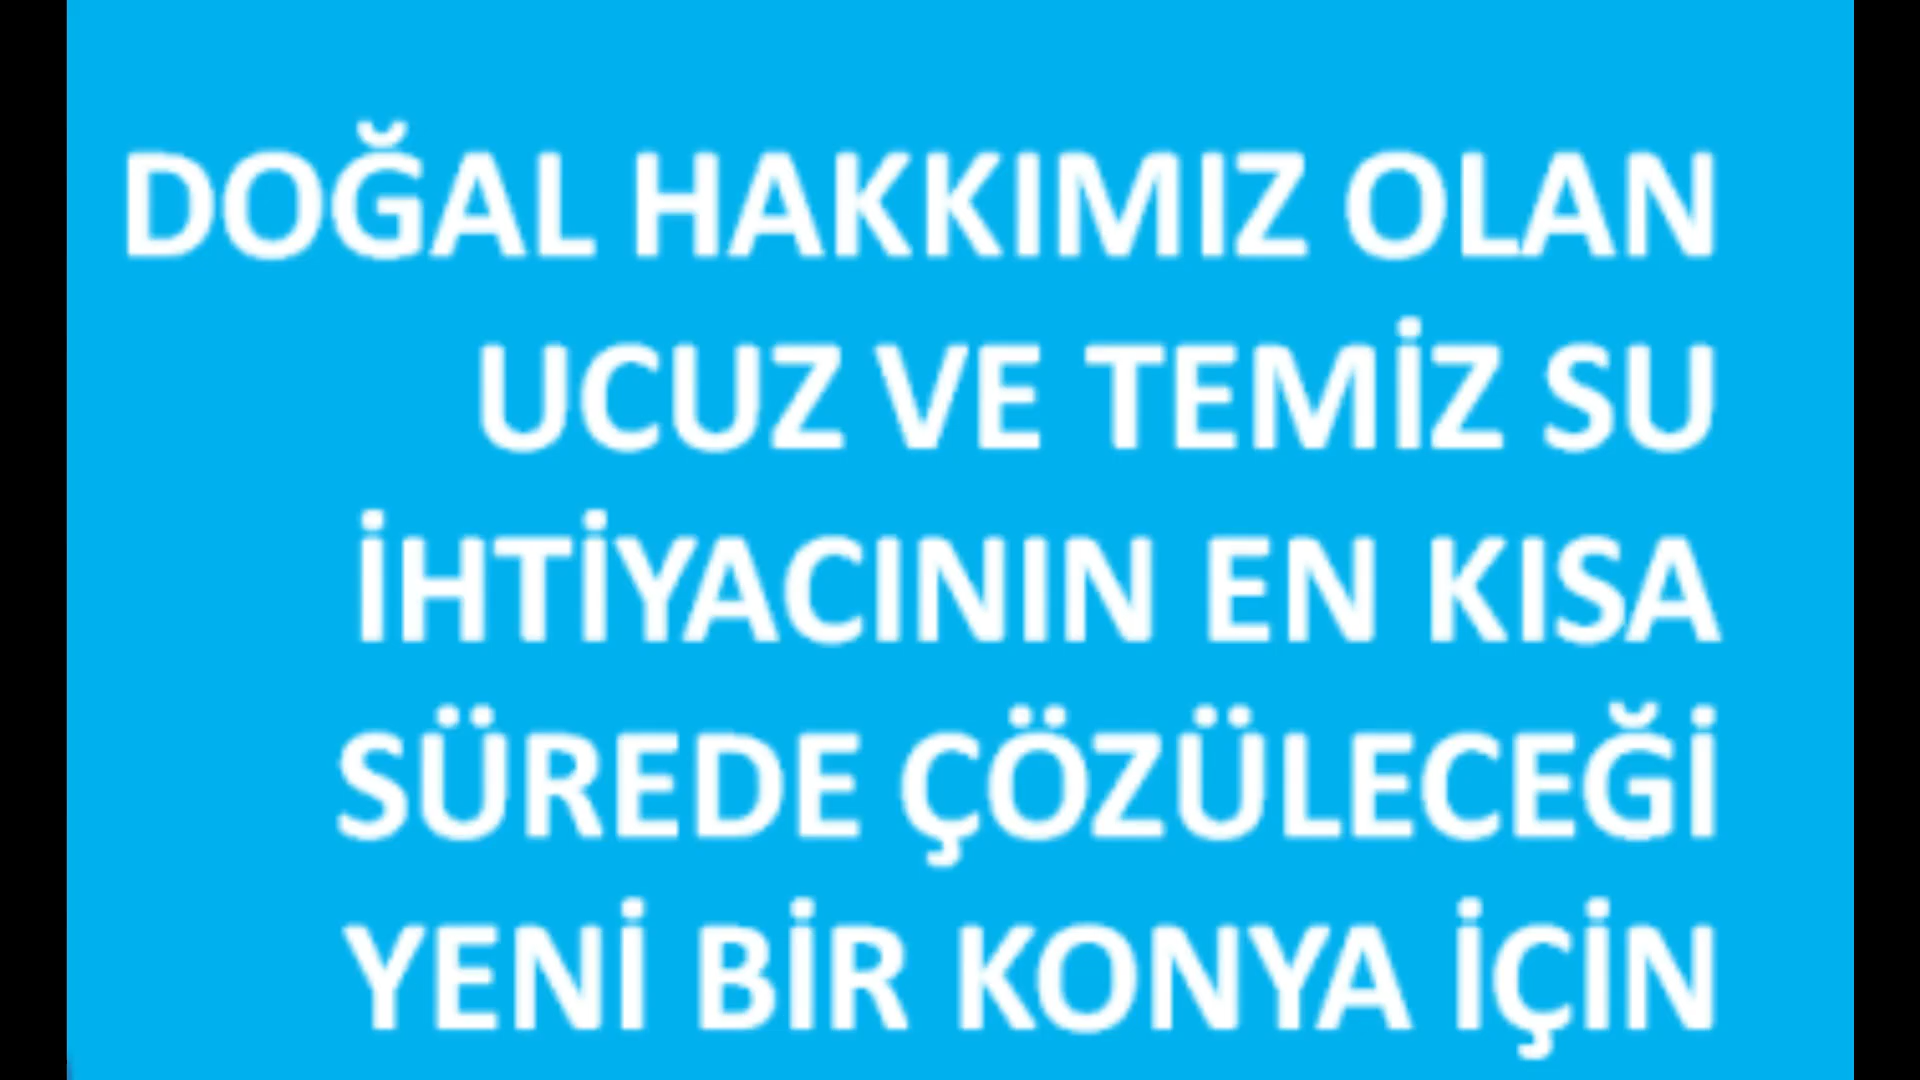 DOĞAL HAKKIMIZ OLAN
UCUZ VE TEMİZ SU
İHTİYACININ EN KISA
SÜREDE ÇÖZÜLECEĞİ
YENİ BİR KONYA İÇİN